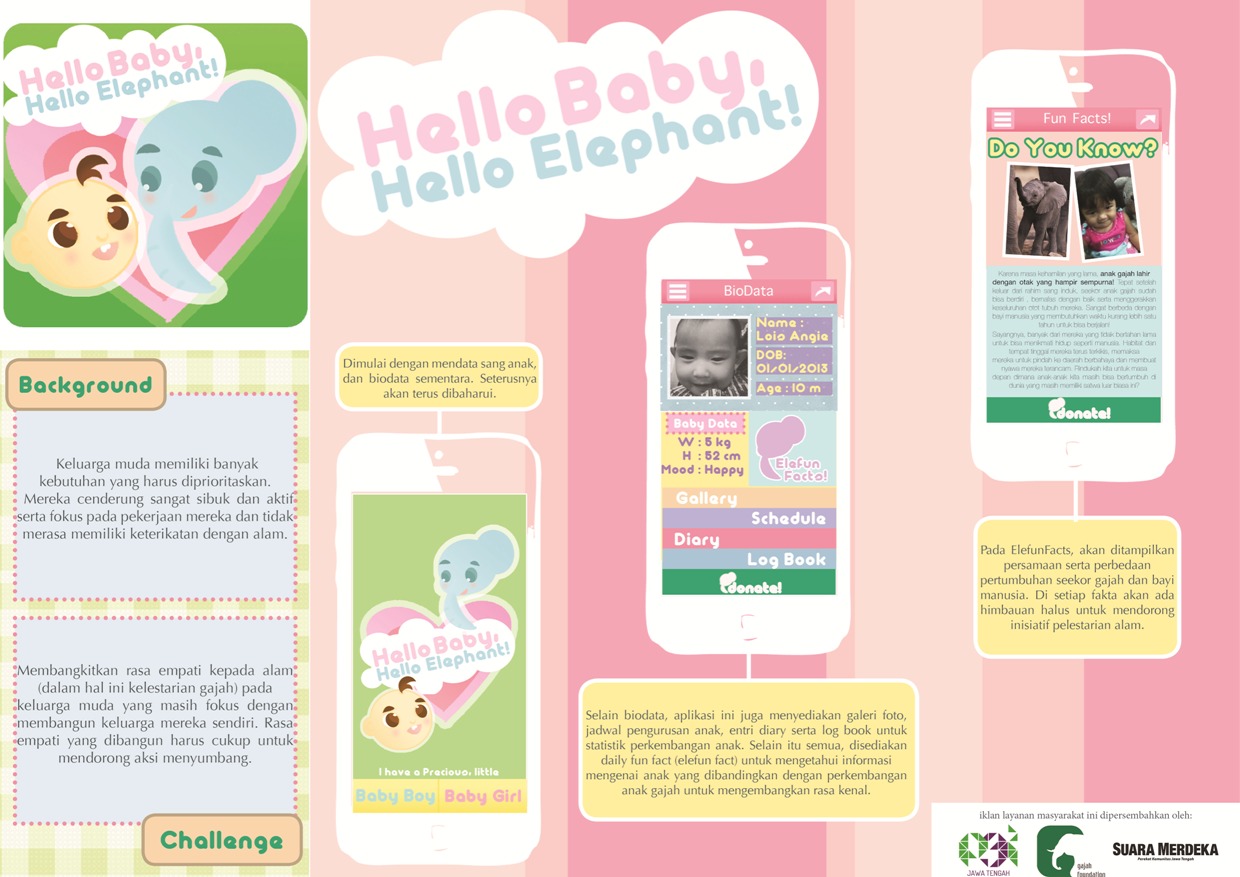 Hello Baby,
Hello Elephant!
Background
Keluarga muda memiliki banyak
kebutuhan yang harus diprioritaskan.
Mereka cenderung sangat sibuk dan aktif
serta fokus pada pekerjaan mereka dan tidak
merasa memiliki keterikatan dengan alam.
Membangkitkan rasa empati kepada alam
(dalam hal ini kelestarian gajah) pada
keluarga muda yang masih fokus dengan
membangun keluarga mereka sendiri. Rasa
empati yang dibangun harus cukup untuk
mendorong aksi menyumbang.
Challenge
Hello Baby,
Hello Elephant!
Dimulai dengan mendata sang anak,
dan biodata sementara. Seterusnya
akan terus dibaharui.
Hello Baby,
Hello Elephant!
I have a Precious, little
Baby Boy
Baby Girl
BioData
Name :
Lois Angie
DOB:
01/01/2013
Age : 10 m
Baby Data
W : 5 kg
H : 52 cm
Mood : Happy
Elefun
Facts!
Gallery
Schedule
Diary
Log Book
donate!
Selain biodata, aplikasi ini juga menyediakan galeri foto,
jadwal pengurusan anak, entri diary serta log book untuk
statistik perkembangan anak. Selain itu semua, disediakan
daily fun fact (elefun fact) untuk mengetahui informasi
mengenai anak yang dibandingkan dengan perkembangan
anak gajah untuk mengembangkan rasa kenal.
Fun Facts!
Do You Know?
Karena masa kehamilan yang lama, anak gajah lahir
dengan otak yang hampir sempurna! Tepat setelah
keluar dari rahim sang induk, seekor anak gajah sudah
bisa berdiri, bernafas dengan baik serta menggerakkan
keseluruhan otot tubuh mereka. Sangat berbeda dengan
bayi manusia yang membutuhkan waktu kurang lebih satu
tahun untuk bisa berjalan!
Sayangnya, banyak dari mereka yang tidak bertahan lama
untuk bisa menikmati hidup seperti manusia. Habitat dan
tempat tinggal mereka terus terkikis, memaksa
mereka untuk pindah ke daerah berbahaya dan membuat
nyawa mereka terancam. Rindukah kita untuk masa
depan dimana anak-anak kita masih bisa bertumbuh di
dunia yang masih memiliki satwa luar biasa ini?
donate!
Pada ElefunFacts, akan ditampilkan
persamaan serta perbedaan
pertumbuhan seekor gajah dan bayi
manusia. Di setiap fakta akan ada
himbauan halus untuk mendorong
inisiatif pelestarian alam.
iklan layanan masyarakat ini dipersembahkan oleh:
JAWA TENGAH
gajah
foundation
SUARA MERDEKA
Perekat Komunitas Jawa Tengah